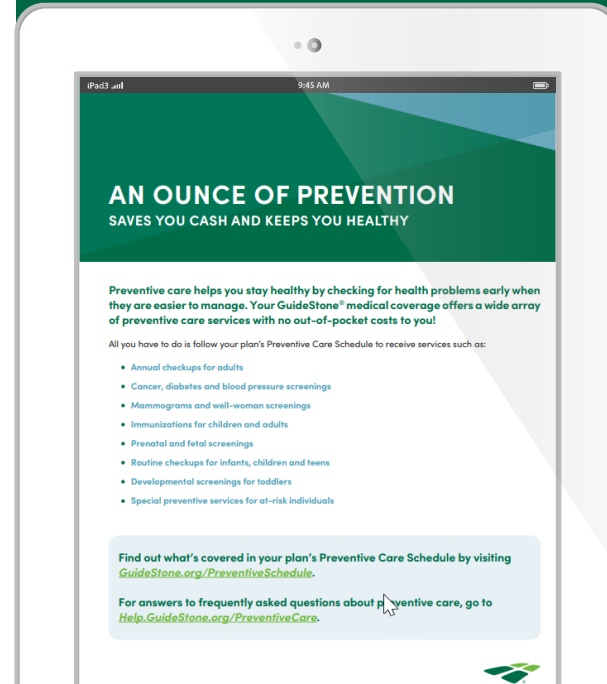 iPad3 9:45 AM
AN OUNCE OF PREVENTION
SAVES YOU CASH AND KEEPS YOU HEALTHY
Preventive care helps you stay healthy by checking for health problems early when
they are easier to manage. Your GuideStone® medical coverage offers a wide array
of preventive care services with no out-of-pocket costs to you!
All you have to do is follow your plan's Preventive Care Schedule to receive services such as:
• Annual checkups for adults
• Cancer, diabetes and blood pressure screenings
• Mammograms and well-woman screenings
• Immunizations for children and adults
• Prenatal and fetal screenings
• Routine checkups for infants, children and teens
• Developmental screenings for toddlers
• Special preventive services for at-risk individuals
Find out what's covered in your plan's Preventive Care Schedule by visiting
GuideStone.org/PreventiveSchedule.
For answers to frequently asked questions about preventive care, go to
Help.GuideStone.org/PreventiveCare.